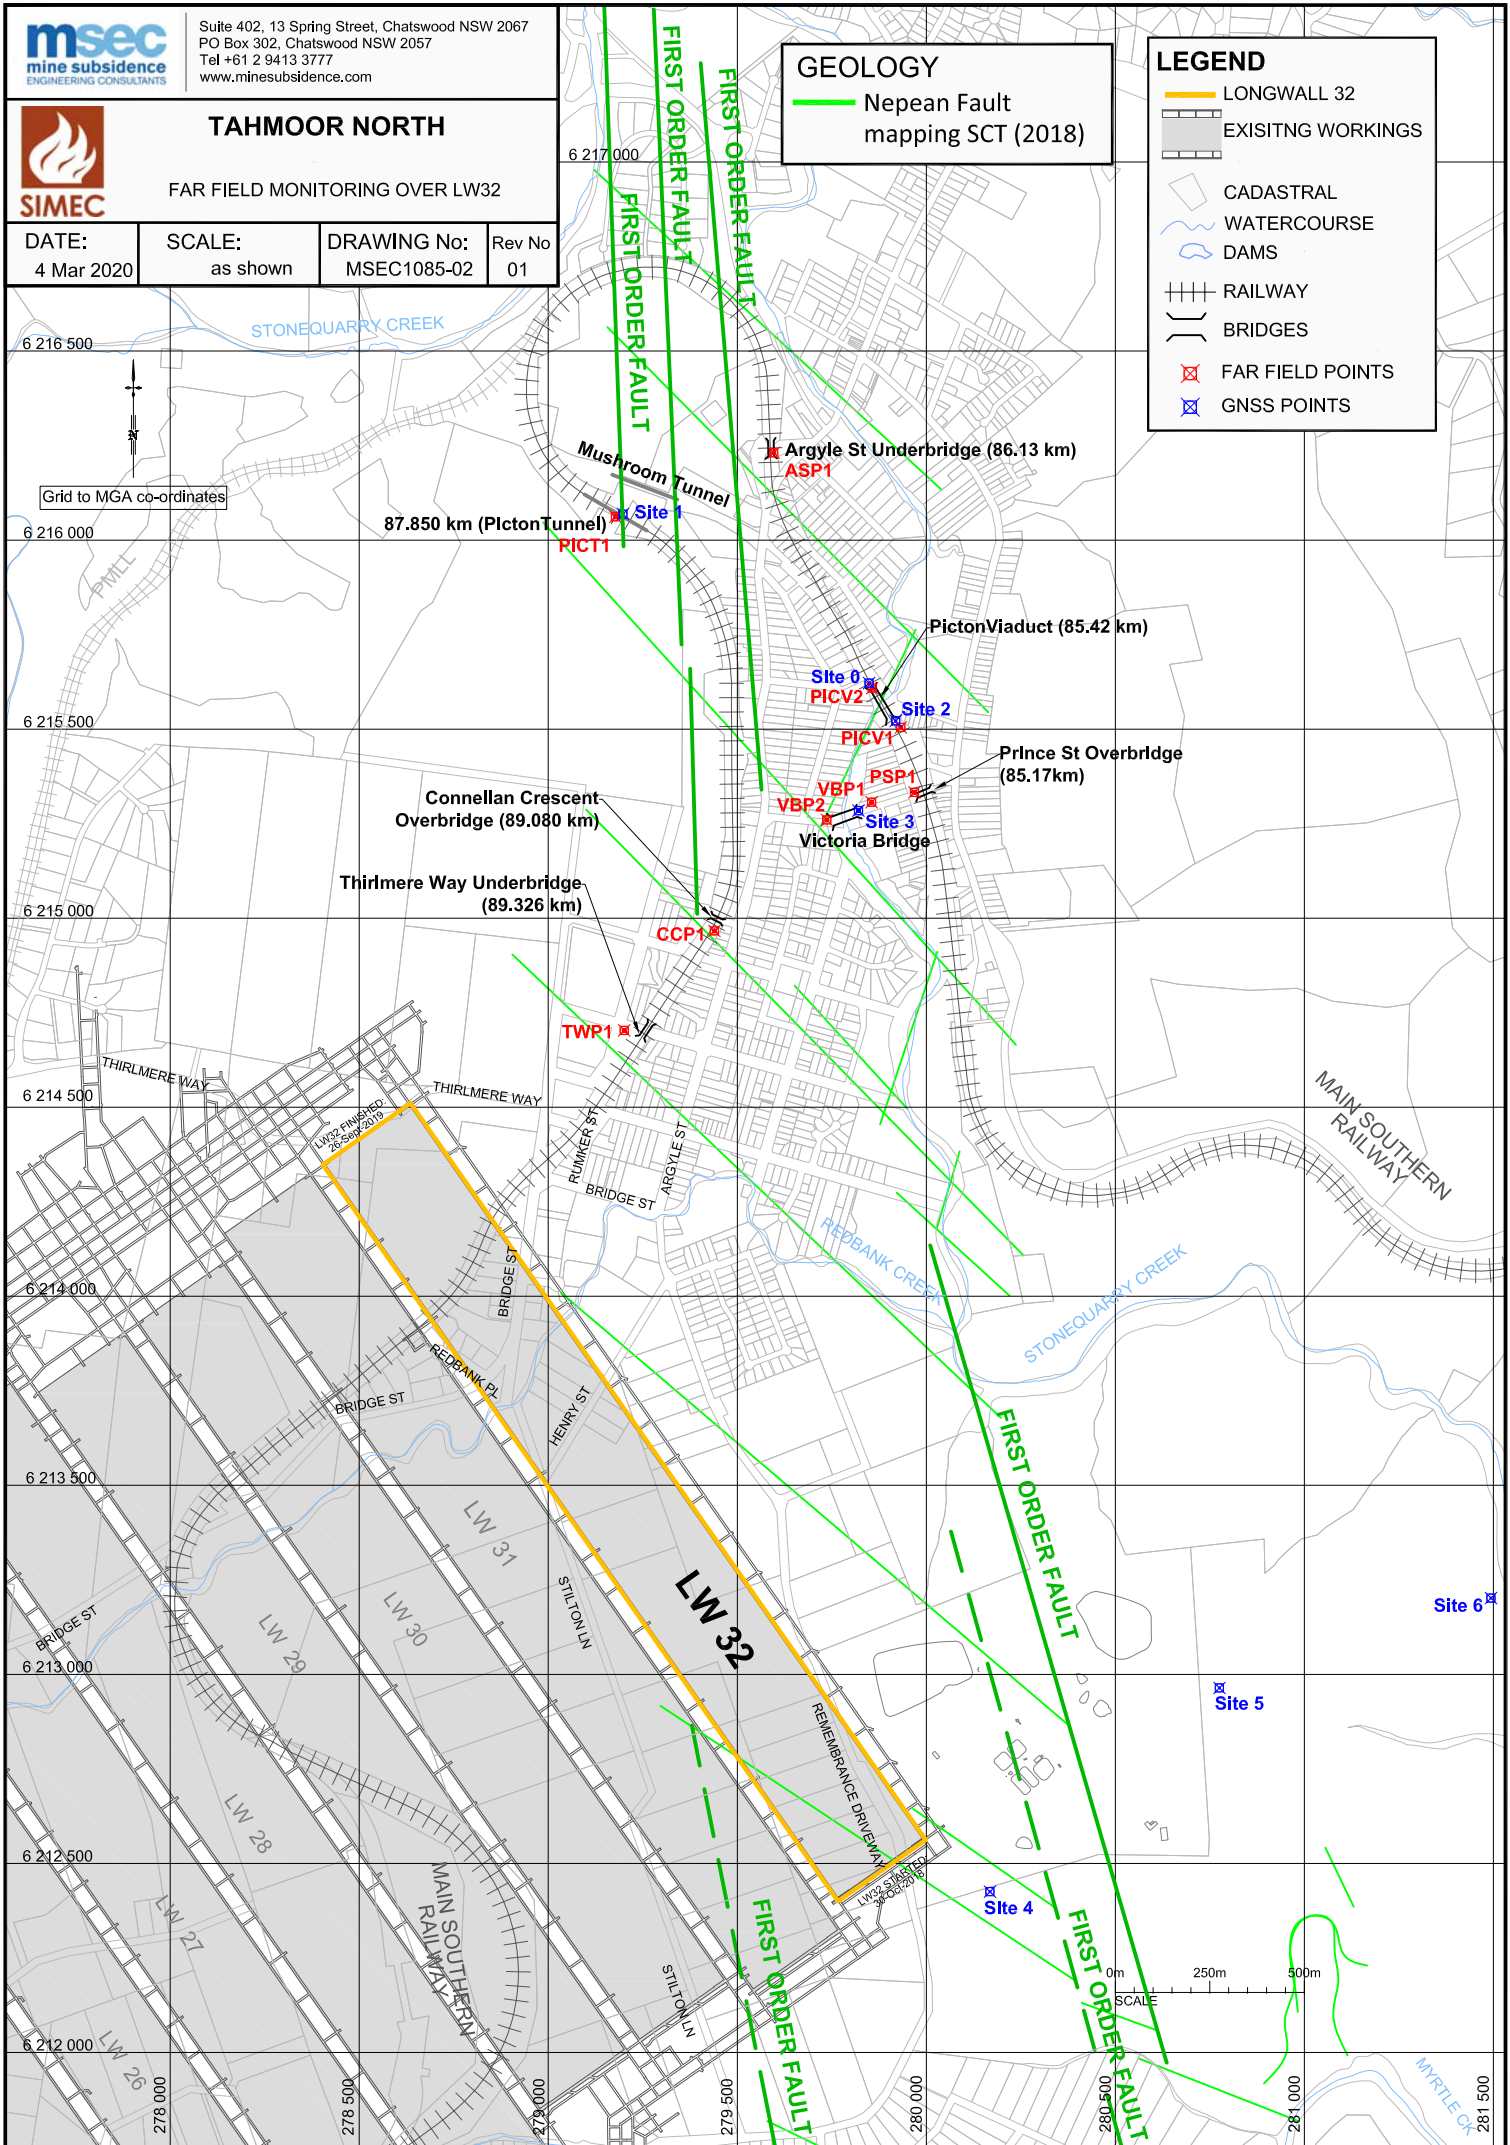 msec
mine subsidence
ENGINEERING CONSULTANTS
Suite 402, 13 Spring Street, Chatswood NSW 2067
PO Box 302, Chatswood NSW 2057
Tel +61 2 9413 3777
www.minesubsidence.com
SIMEC
TAHMOOR NORTH
FAR FIELD MONITORING OVER LW32
DATE:
4 Mar 2020
SCALE:
as shown
DRAWING No:
MSEC1085-02
Rev No
01
GEOLOGY
Nepean Fault
mapping SCT (2018)
LEGEND
LONGWALL 32
EXISITNG WORKINGS
CADASTRAL
WATERCOURSE
DAMS
RAILWAY
BRIDGES
FAR FIELD POINTS
GNSS POINTS
FIRST ORDER FAULT
FIRST ORDER FAULT
FIRST ORDER FAULT
6 217 000
STONEQUARRY CREEK
6 216 500
N
Grid to MGA co-ordinates
Mushroom Tunnel
Argyle St Underbridge (86.13 km)
ASP1
Site 1
87.850 km (PIctonTunnel)
PICT1
6 216 000
PMLL
PictonViaduct (85.42 km)
SIte 0
PICV2
Site 2
PICV1
6 215 500
PrInce St OverbrIdge
(85.17km)
PSP1
VBP1
VBP2
Site 3
Victoria Bridge
Connellan Crescent
Overbridge (89.080 km)
Thirlmere Way Underbridge
(89.326 km)
6 215 000
CCP1
TWP1
THIRLMERE WAY
THIRLMERE WAY
6 214 500
LW32 FINISHED:
26-Sept-2019
RUMKER ST
ARGYLE ST
BRIDGE ST
MAIN SOUTHERN
RAILWAY
REDBANK CREEK
STONEQUARRY CREEK
6 214 000
BRIDGE ST
REDBANK PL
BRIDGE ST
HENRY ST
6 213 500
FIRST ORDER FAULT
LW 31
LW 32
STILTON LN
LW 30
LW 29
BRIDGE ST
Site 6
6 213 000
Site 5
REMEMBRANCE DRIVEWAY
LW 28
6 212 500
LW32 STARTED:
30-Oct-2018
SIte 4
MAIN SOUTHERN
RAILWAY
LW 27
FIRST ORDER FAULT
FIRST ORDER FAULT
0m 250m 500m
SCALE
STILTON LN
6 212 000
LW 26
MYRTLE CK
278 000
278 500
279 000
279 500
280 000
280 500
281 000
281 500